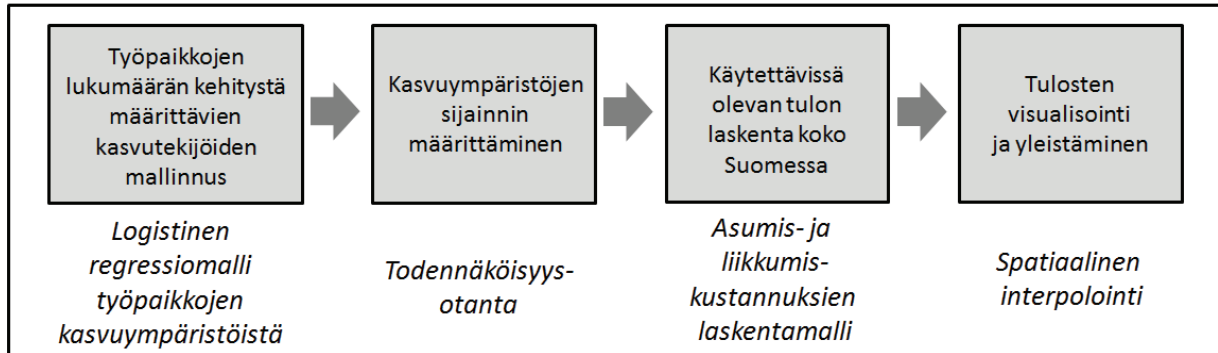 Työpaikkojen
lukumäärän kehitystä
määrittävien
kasvutekijöiden
mallinnus
Logistinen
regressiomalli
työpaikkojen
kasvuympäristöistä
Kasvuympäristöjen
sijainnin
määrittäminen
Todennäköisyys-
otanta
Käytettävissä
olevan tulon
laskenta koko
Suomessa
Asumis- ja
liikkumis-
kustannuksien
laskentamalli
Tulosten
visualisointi
ja yleistäminen
Spatiaalinen
interpolointi